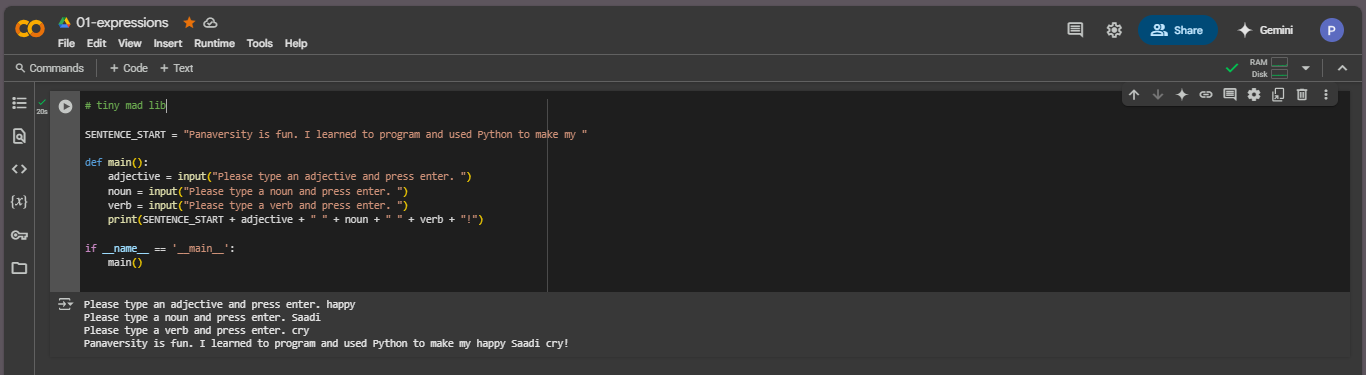 01-expressions
File Edit View Insert Runtime Tools Help
Share
Gemini
P
Commands + Code + Text
RAM
Disk
20s
# tiny mad lib
SENTENCE_START = "Panaversity is fun. I learned to program and used Python to make my "
def main():
    adjective = input("Please type an adjective and press enter. ")
    noun = input("Please type a noun and press enter. ")
    verb = input("Please type a verb and press enter. ")
    print(SENTENCE_START + adjective + " " + noun + " " + verb + "!")
if __name__ == '__main__':
    main()
Please type an adjective and press enter. happy
Please type a noun and press enter. Saadi
Please type a verb and press enter. cry
Panaversity is fun. I learned to program and used Python to make my happy Saadi cry!